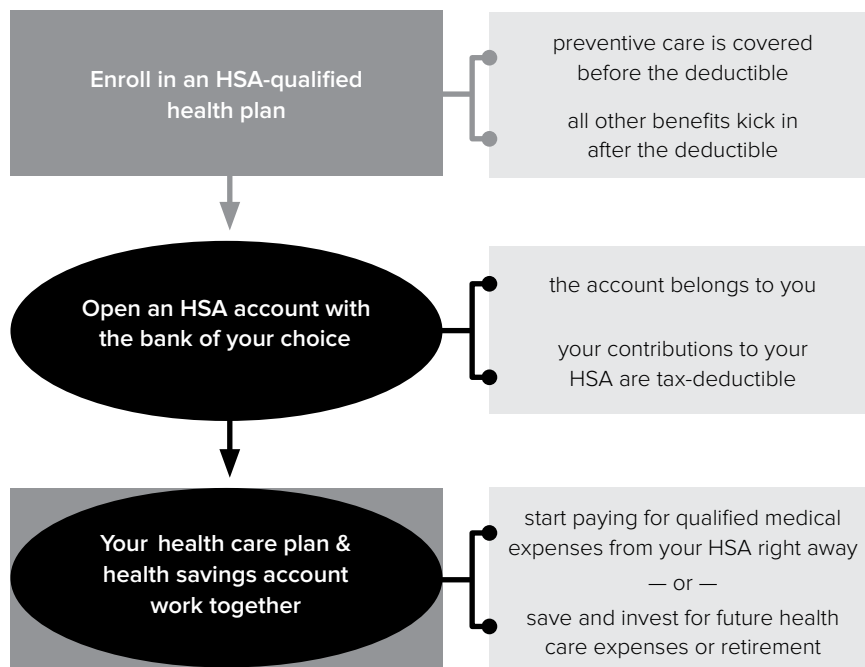 Enroll in an HSA-qualified
health plan
preventive care is covered
before the deductible
all other benefits kick in
after the deductible
Open an HSA account with
the bank of your choice
the account belongs to you
your contributions to your
HSA are tax-deductible
Your health care plan &
health savings account
work together
start paying for qualified medical
expenses from your HSA right away
— or —
save and invest for future health
care expenses or retirement